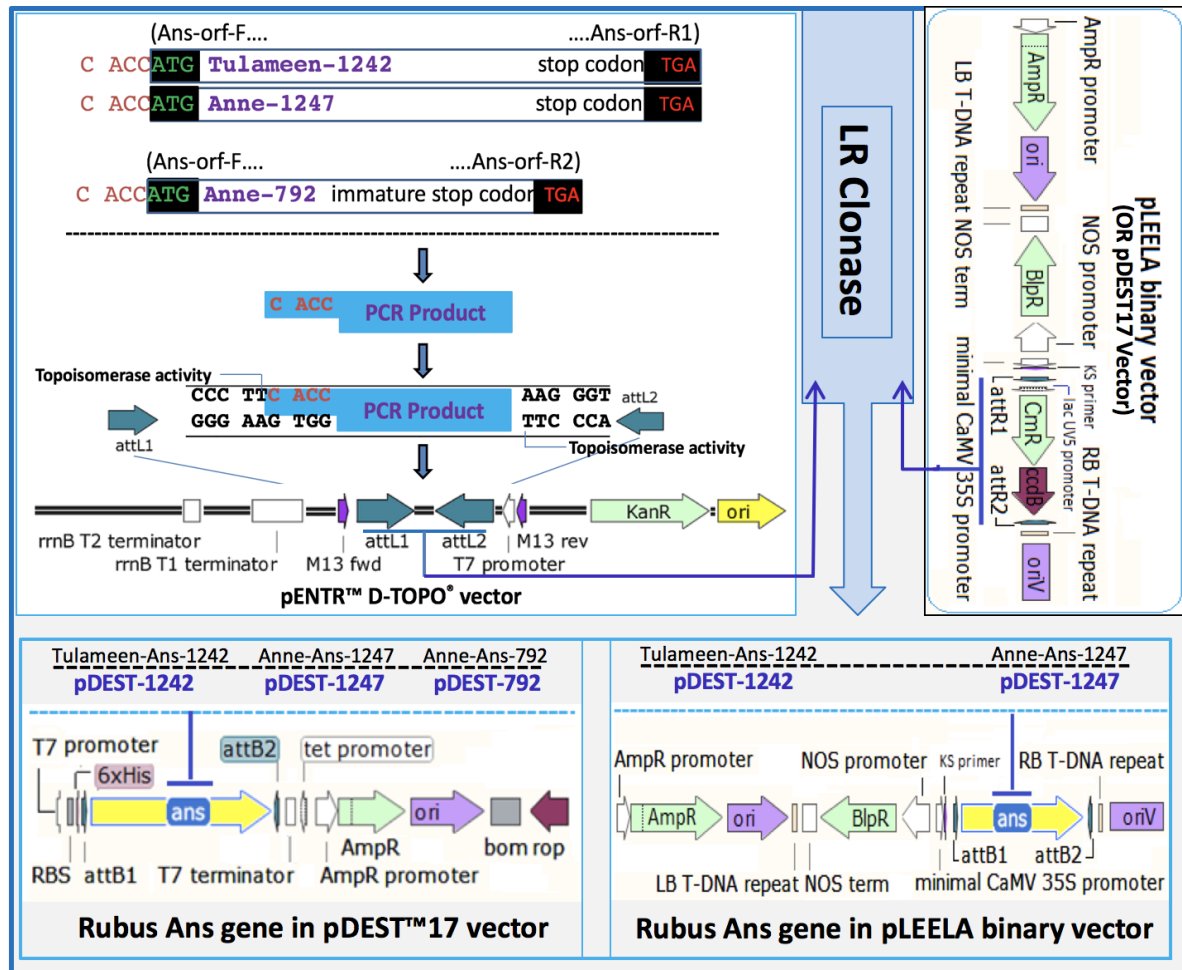 (Ans-orf-F.... ....Ans-orf-R1)
C ACCATG Tulameen-1242 stop codon TGA
C ACCATG Anne-1247 stop codon TGA
(Ans-orf-F.... ....Ans-orf-R2)
C ACCATG Anne-792 immature stop codon TGA
C ACC
PCR Product
Topoisomerase activity
CCC TTC ACC AAG GGT
PCR Product
GGG AAG TGG TTC CCA
attL1
attL2
Topoisomerase activity
KanR
ori
rrnB T2 terminator
attL1
attL2
M13 rev
rrnB T1 terminator
M13 fwd
T7 promoter
pENTR™ D-TOPO® vector
LR Clonase
pLEELA binary vector
(OR pDEST17 Vector)
AmpR promoter
AmpR
ori
LB T-DNA repeat
NOS term
BlpR
NOS promoter
minimal CaMV 35S promoter
KS primer
lac UV5 promoter
attR1
CmR
ccdB
attR2
RB T-DNA repeat
oriV
Tulameen-Ans-1242 Anne-Ans-1247 Anne-Ans-792
pDEST-1242 pDEST-1247 pDEST-792
T7 promoter
attB2
tet promoter
6xHis
ans
ori
RBS
attB1
T7 terminator
AmpR
AmpR promoter
bom
rop
Rubus Ans gene in pDEST™17 vector
Tulameen-Ans-1242 Anne-Ans-1247
pDEST-1242 pDEST-1247
AmpR promoter
NOS promoter
KS primer
RB T-DNA repeat
AmpR
ori
BlpR
ans
oriV
attB1
attB2
LB T-DNA repeat
NOS term
minimal CaMV 35S promoter
Rubus Ans gene in pLEELA binary vector